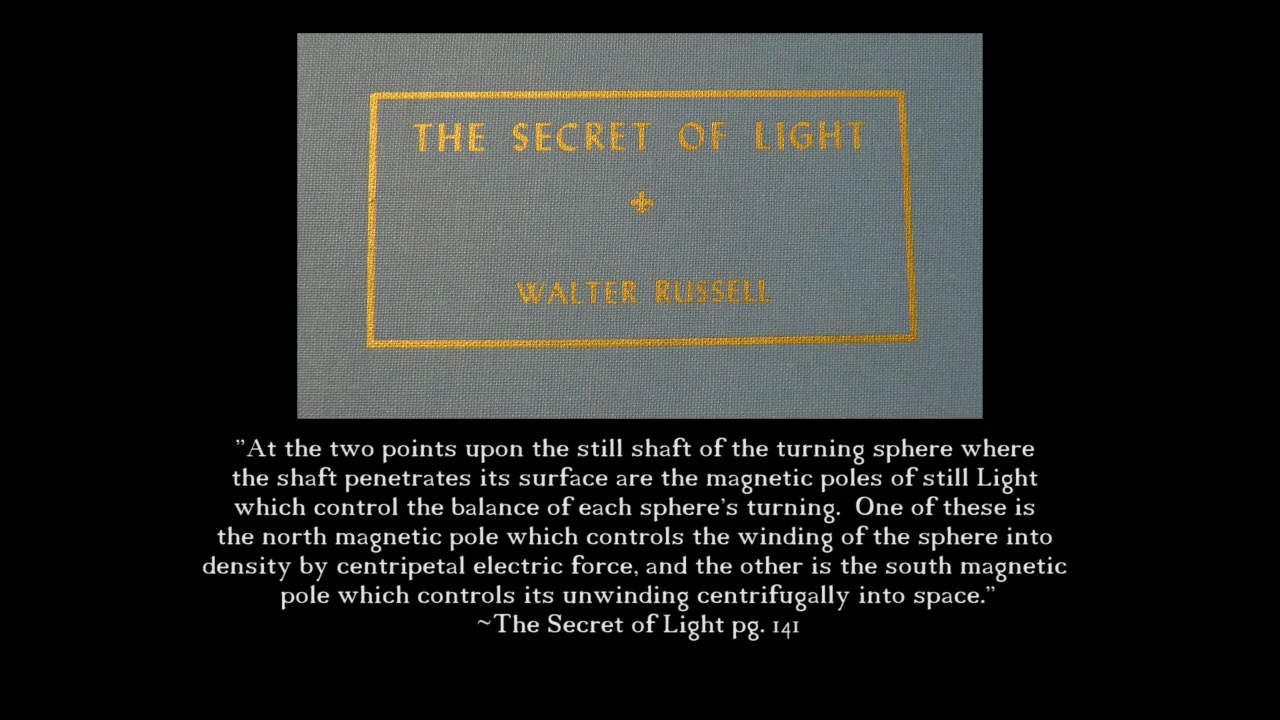 THE SECRET OF LIGHT
WALTER RUSSELL
"At the two points upon the still shaft of the turning sphere where
the shaft penetrates its surface are the magnetic poles of still Light
which control the balance of each sphere's turning.  One of these is
the north magnetic pole which controls the winding of the sphere into
density by centripetal electric force, and the other is the south magnetic
pole which controls its unwinding centrifugally into space."
~The Secret of Light pg. 141